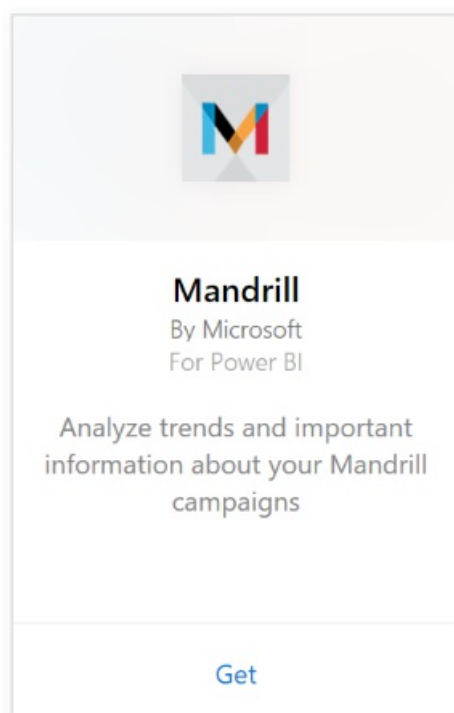 Mandrill
By Microsoft
For Power BI
Analyze trends and important
information about your Mandrill
campaigns
Get